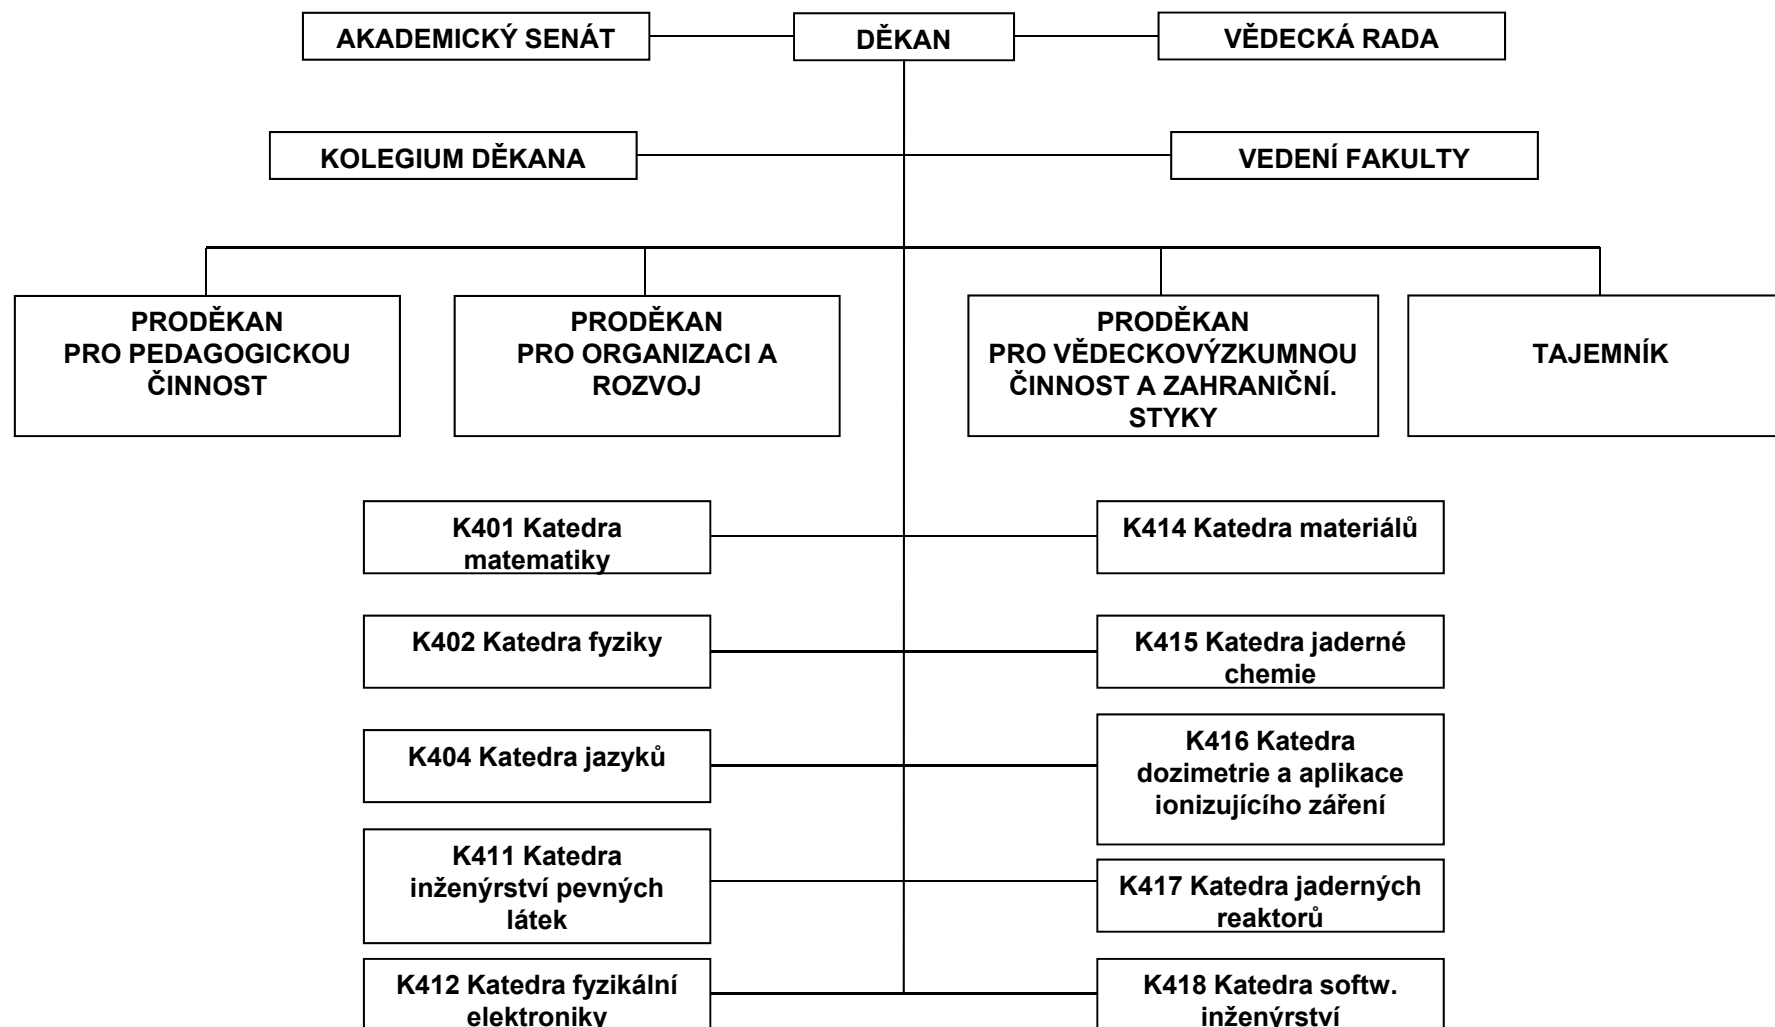 AKADEMICKÝ SENÁT
DĚKAN
VĚDECKÁ RADA
KOLEGIUM DĚKANA
VEDENÍ FAKULTY
PRODĚKAN
PRO PEDAGOGICKOU
ČINNOST
PRODĚKAN
PRO ORGANIZACI A
ROZVOJ
PRODĚKAN
PRO VĚDECKOVÝZKUMNOU
ČINNOST A ZAHRANIČNÍ.
STYKY
TAJEMNÍK
K401 Katedra
matematiky
K414 Katedra materiálů
K402 Katedra fyziky
K415 Katedra jaderné
chemie
K404 Katedra jazyků
K416 Katedra
dozimetrie a aplikace
ionizujícího záření
K411 Katedra
inženýrství pevných
látek
K417 Katedra jaderných
reaktorů
K412 Katedra fyzikální
elektroniky
K418 Katedra softw.
inženýrství